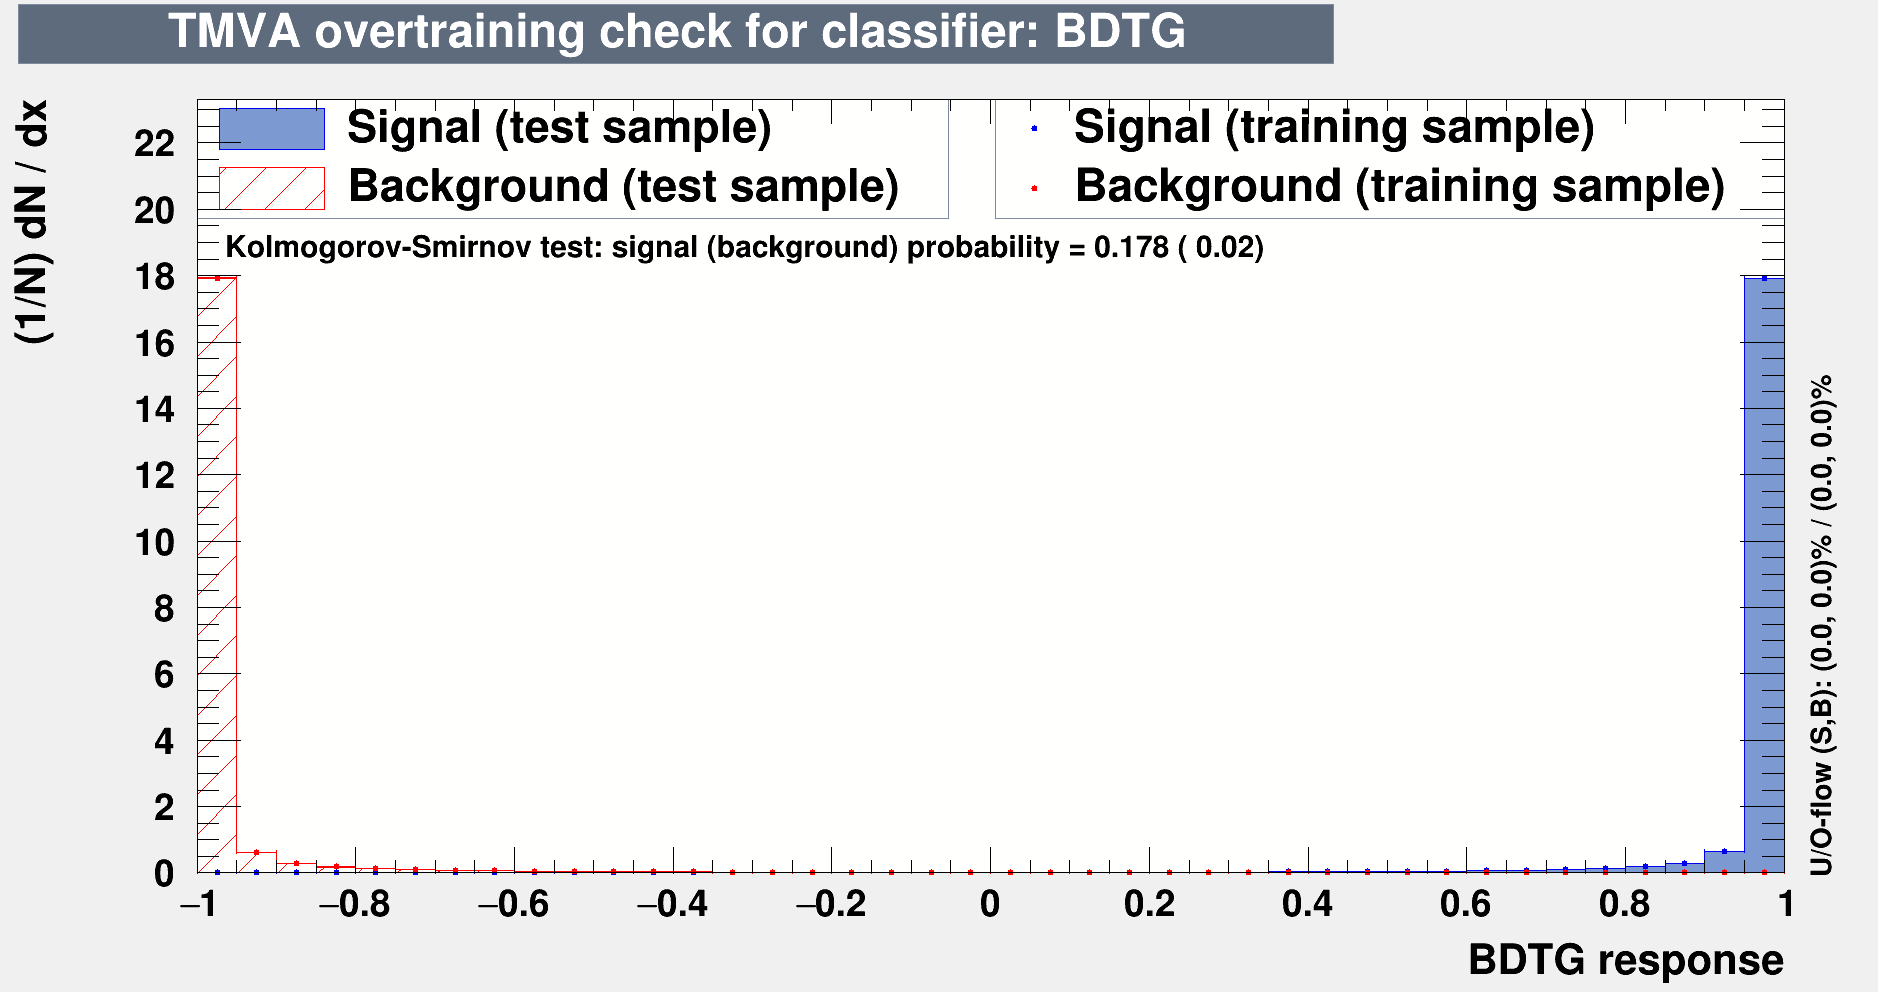 TMVA overtraining check for classifier: BDTG
(1/N) dN / dx
Signal (test sample)
Background (test sample)
Signal (training sample)
Background (training sample)
Kolmogorov-Smirnov test: signal (background) probability = 0.178 ( 0.02)
22
20
18
16
14
12
10
8
6
4
2
0
−1 −0.8 −0.6 −0.4 −0.2 0 0.2 0.4 0.6 0.8 1
BDTG response
U/O-flow (S,B): (0.0, 0.0)% / (0.0, 0.0)%